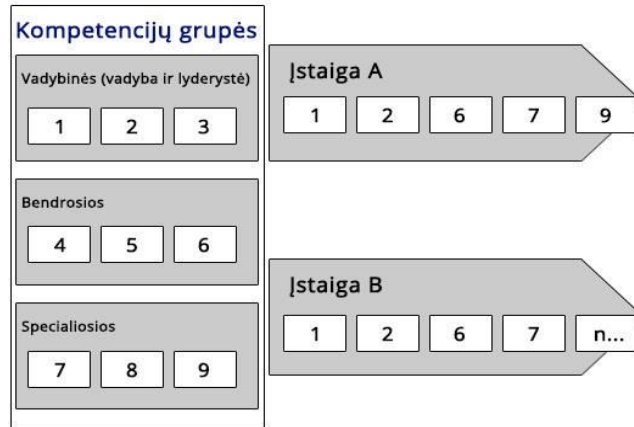 Kompetencijų grupės
Vadybinės (vadyba ir lyderystė)
1 2 3
Bendrosios
4 5 6
Specialiosios
7 8 9
Įstaiga A
1 2 6 7 9
Įstaiga B
1 2 6 7 n...